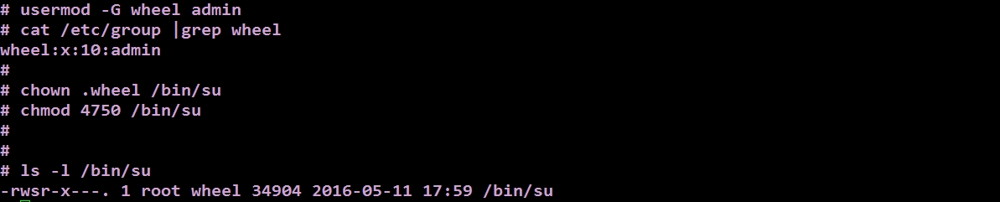 # usermod -G wheel admin
# cat /etc/group |grep wheel
wheel:x:10:admin
#
# chown .wheel /bin/su
# chmod 4750 /bin/su
#
#
# ls -l /bin/su
-rwsr-x---. 1 root wheel 34904 2016-05-11 17:59 /bin/su